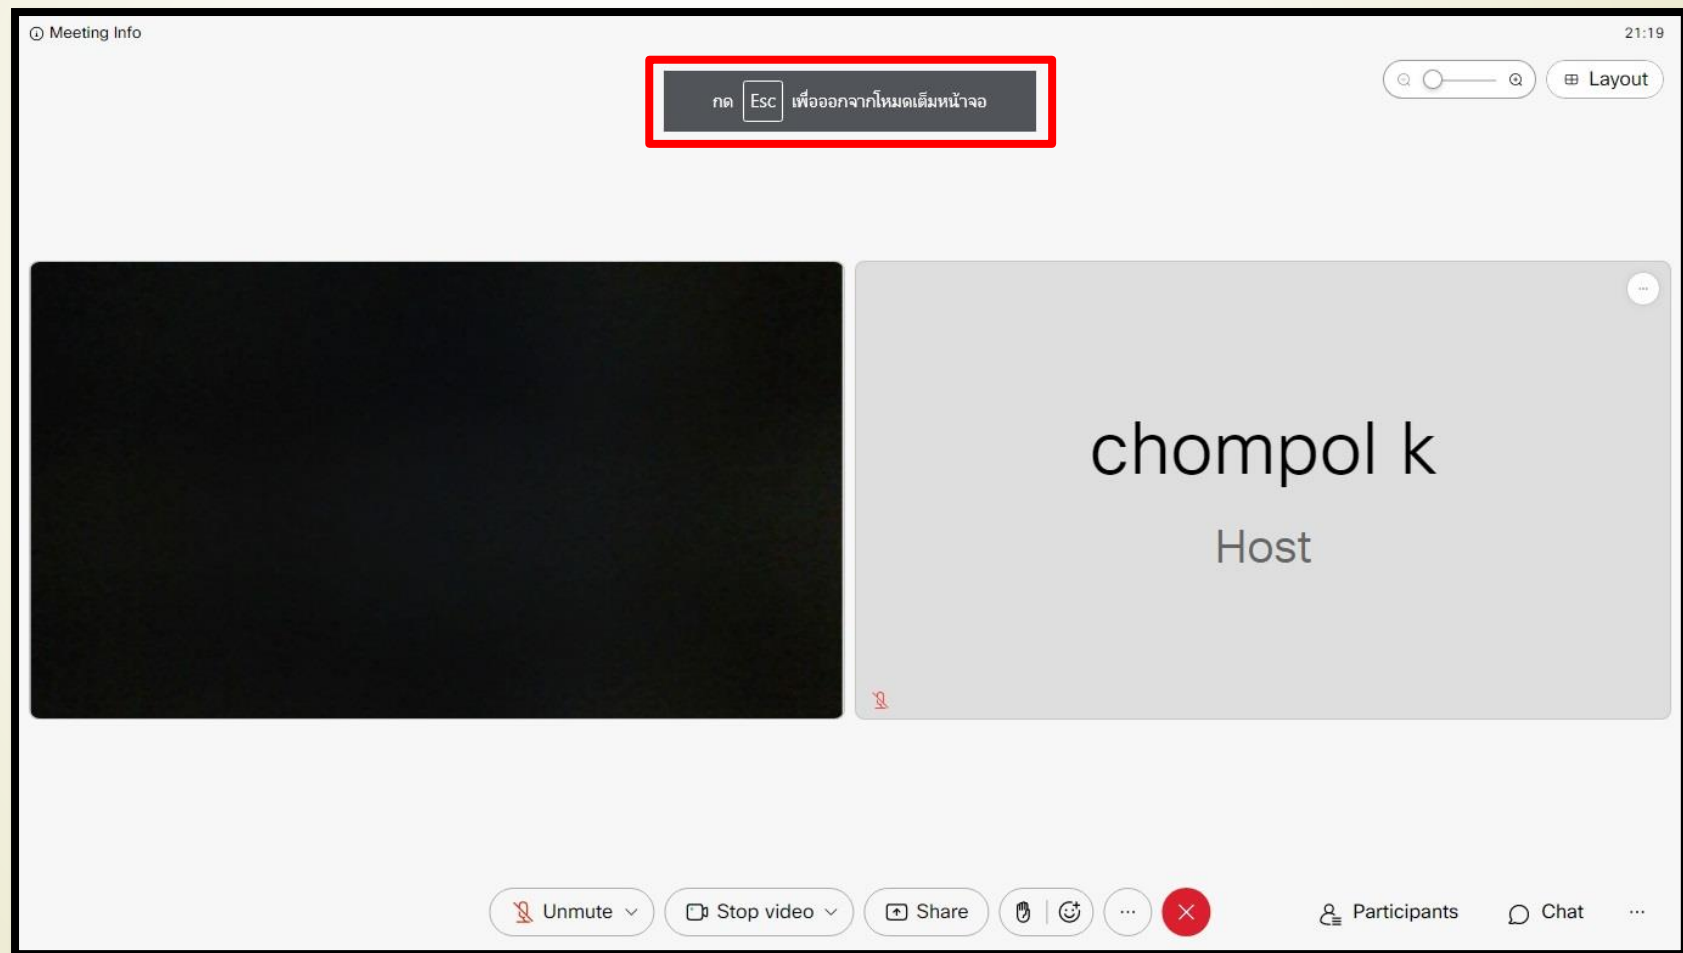 Meeting Info
21:19
กด Esc เพื่อออกจากโหมดเต็มหน้าจอ
Layout
chompol k
Host
Unmute
Stop video
Share
Participants
Chat